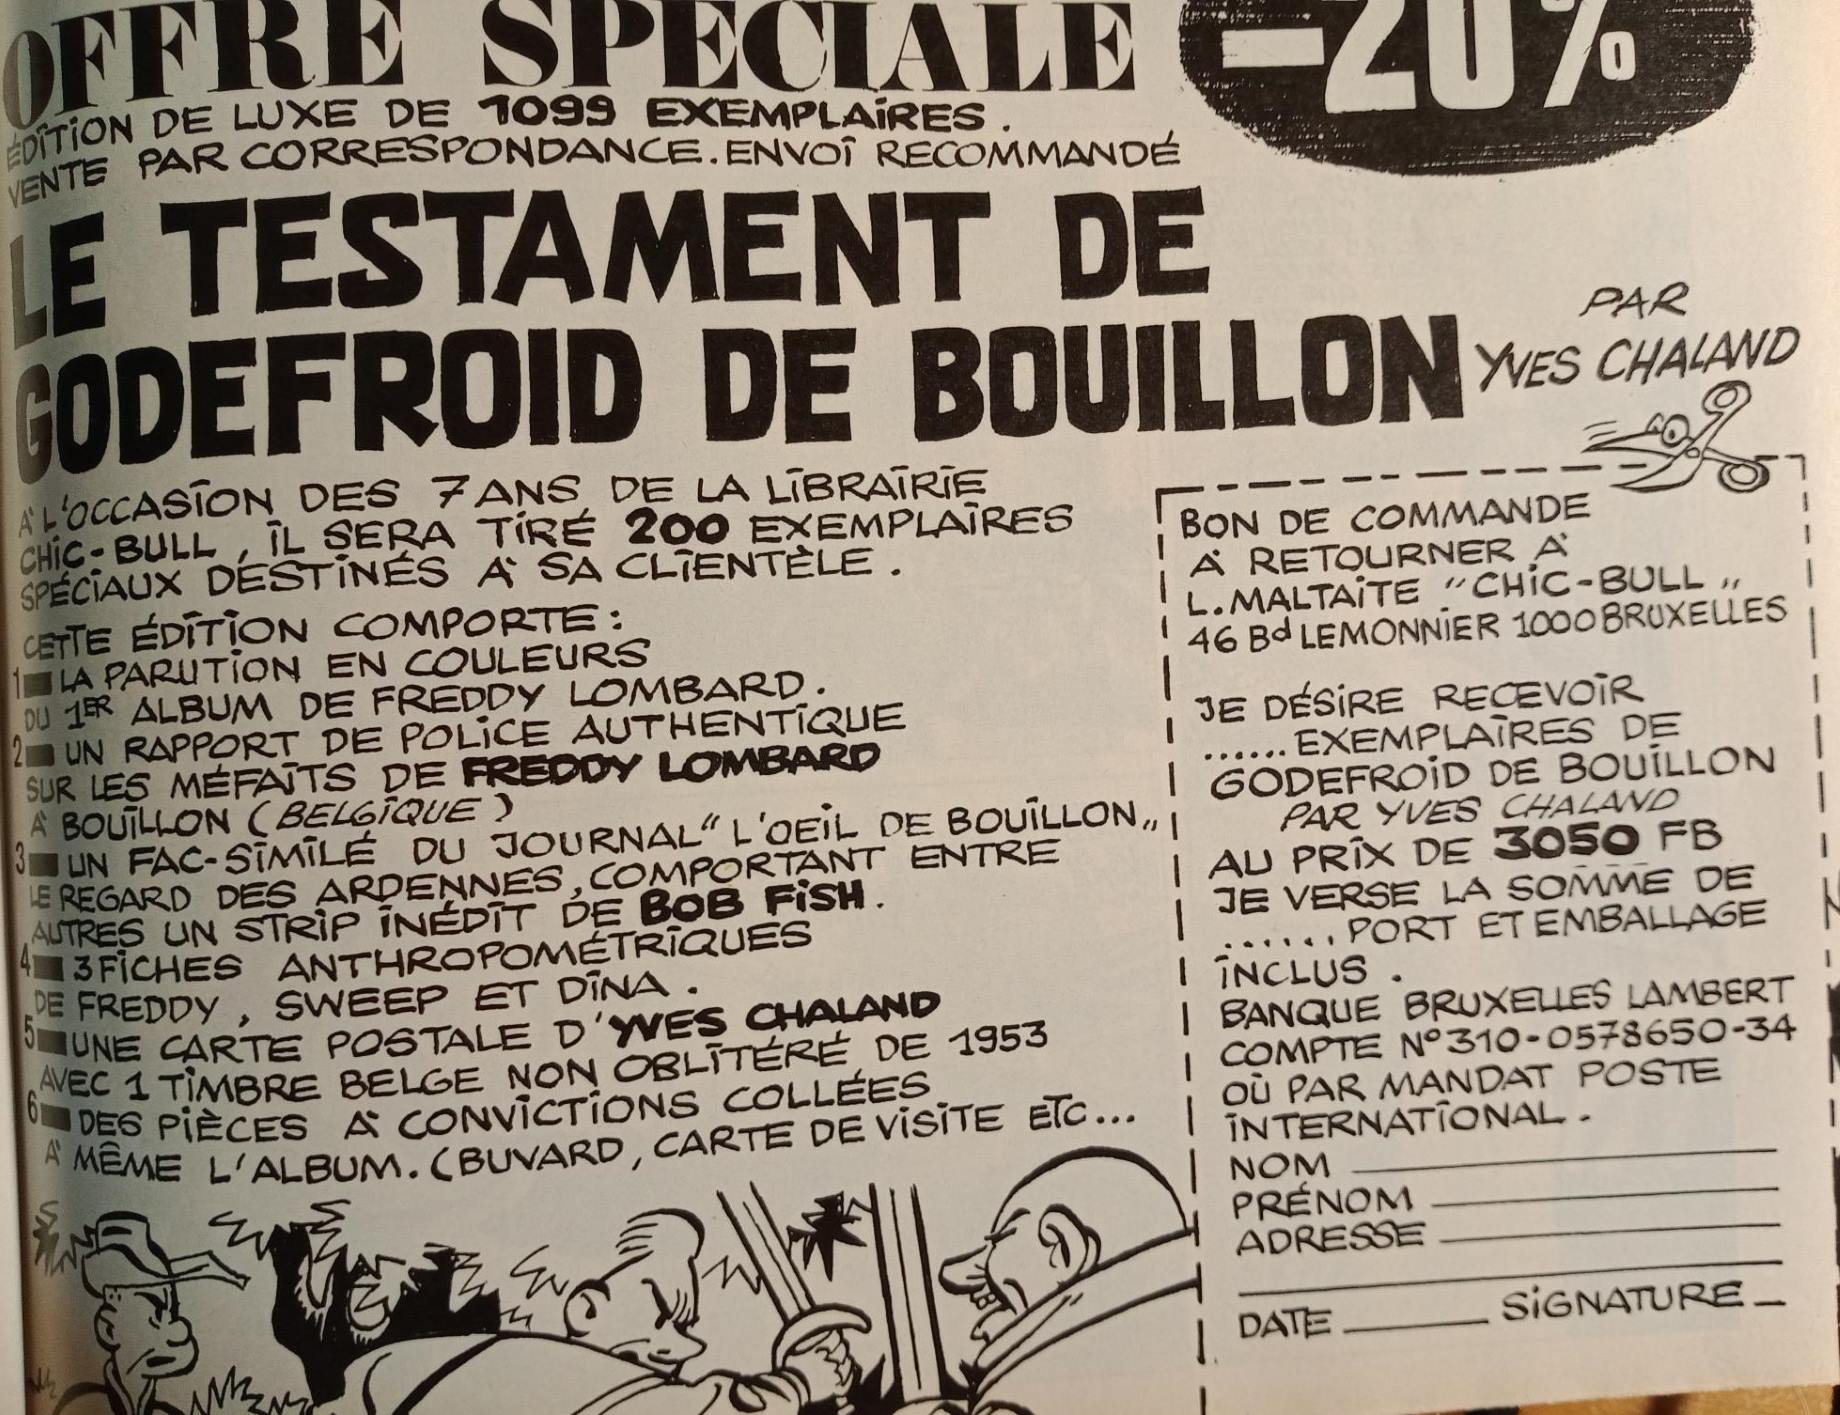 OFFRE SPÉCIALE
-20%
ÉDITION DE LUXE DE 1099 EXEMPLAIRES.
VENTE PAR CORRESPONDANCE. ENVOI RECOMMANDÉ
LE TESTAMENT DE
GODEFROID DE BOUILLON
PAR
YVES CHALAND
À L'OCCASION DES 7 ANS DE LA LIBRAIRIE
CHIC-BULL, IL SERA TIRÉ 200 EXEMPLAIRES
SPÉCIAUX DESTINÉS À SA CLIENTÈLE.
CETTE ÉDITION COMPORTE :
1 LA PARUTION EN COULEURS
DU 1ER ALBUM DE FREDDY LOMBARD.
2 UN RAPPORT DE POLICE AUTHENTIQUE
SUR LES MÉFAITS DE FREDDY LOMBARD
À BOUILLON (BELGIQUE)
3 UN FAC-SIMILÉ DU JOURNAL "L'OEIL DE BOUILLON,,
LE REGARD DES ARDENNES, COMPORTANT ENTRE
AUTRES UN STRIP INÉDIT DE BOB FISH.
4 3 FICHES ANTHROPOMÉTRIQUES
DE FREDDY, SWEEP ET DINA.
5 UNE CARTE POSTALE D'YVES CHALAND
AVEC 1 TIMBRE BELGE NON OBLITÉRÉ DE 1953
6 DES PIÈCES À CONVICTIONS COLLÉES
À MÊME L'ALBUM. (BUVARD, CARTE DE VISITE ETC...
BON DE COMMANDE
À RETOURNER À
L. MALTAITE "CHIC-BULL,,
46 Bd LEMONNIER 1000 BRUXELLES
JE DÉSIRE RECEVOIR
...... EXEMPLAIRES DE
GODEFROID DE BOUILLON
PAR YVES CHALAND
AU PRIX DE 3050 FB
JE VERSE LA SOMME DE
...... PORT ET EMBALLAGE
INCLUS.
BANQUE BRUXELLES LAMBERT
COMPTE N° 310-0578650-34
OÙ PAR MANDAT POSTE
INTERNATIONAL.
NOM
PRÉNOM
ADRESSE
DATE SIGNATURE